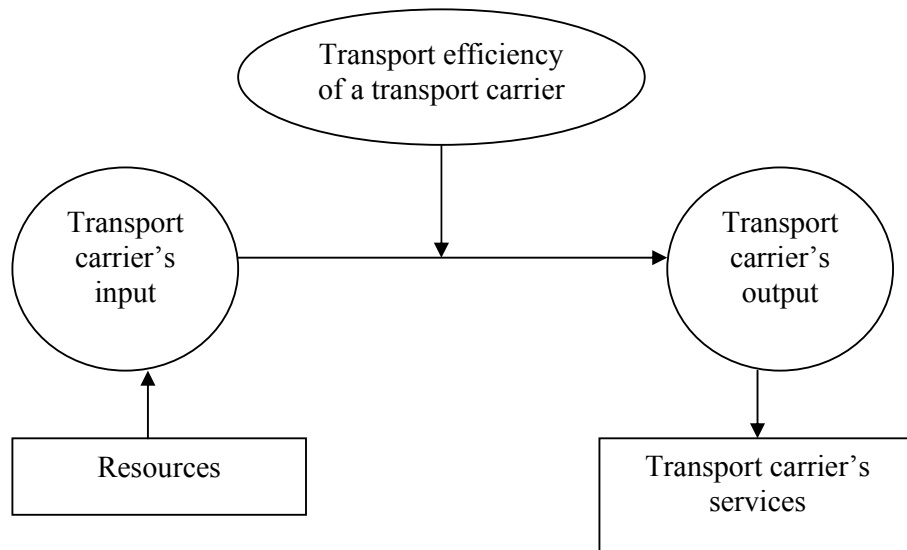 Transport efficiency
of a transport carrier
Transport
carrier’s
input
Transport
carrier’s
output
Resources
Transport carrier’s
services